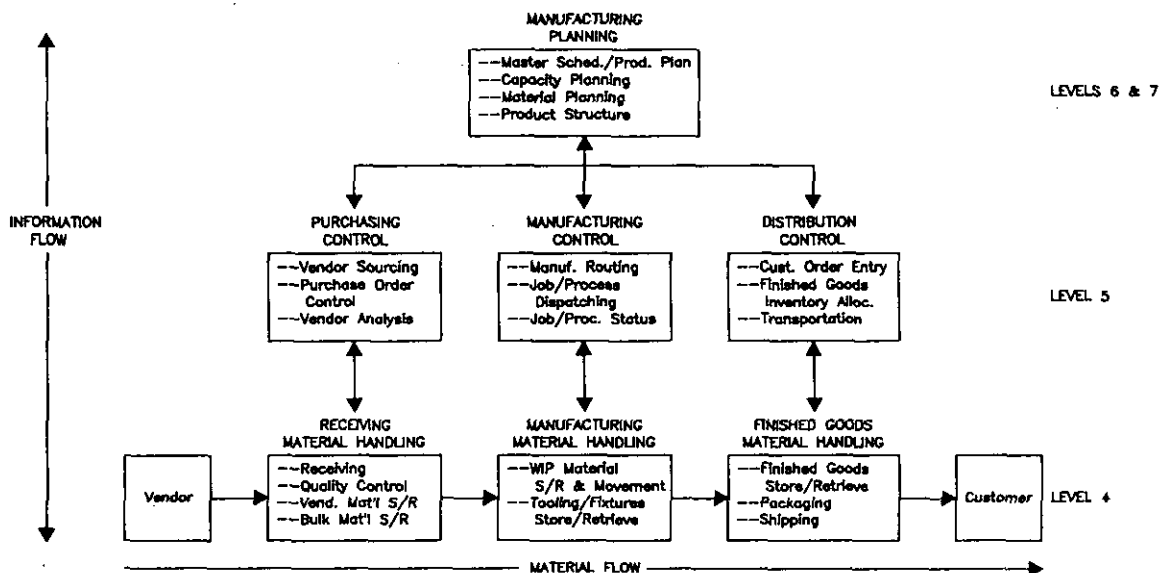 MANUFACTURING
PLANNING
--Master Sched./Prod. Plan
--Capacity Planning
--Material Planning
--Product Structure
LEVELS 6 & 7
INFORMATION
FLOW
PURCHASING
CONTROL
--Vendor Sourcing
--Purchase Order
Control
--Vendor Analysis
MANUFACTURING
CONTROL
--Manuf. Routing
--Job/Process
Dispatching
--Job/Proc. Status
DISTRIBUTION
CONTROL
--Cust. Order Entry
--Finished Goods
Inventory Alloc.
--Transportation
LEVEL 5
Vendor
RECEIVING
MATERIAL HANDLING
--Receiving
--Quality Control
--Vend. Mat'l S/R
--Bulk Mat'l S/R
MANUFACTURING
MATERIAL HANDLING
--WIP Material
S/R & Movement
--Tooling/Fixtures
Store/Retrieve
FINISHED GOODS
MATERIAL HANDLING
--Finished Goods
Store/Retrieve
--Packaging
--Shipping
Customer
LEVEL 4
MATERIAL FLOW